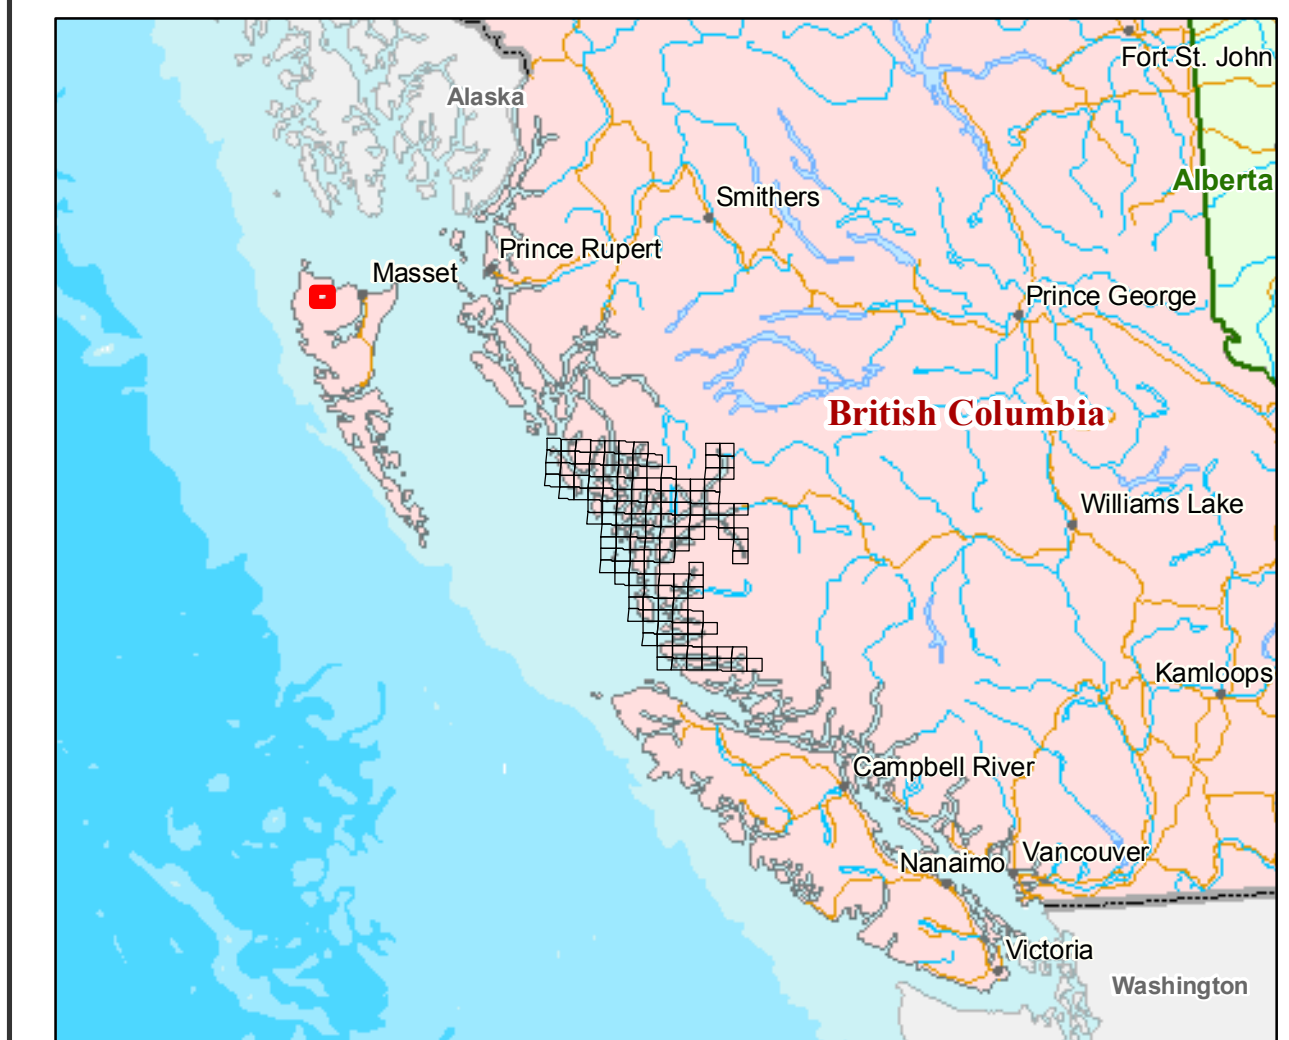 Fort St. John
Alaska
Alberta
Smithers
Prince Rupert
Masset
Prince George
British Columbia
Williams Lake
Kamloops
Campbell River
Vancouver
Nanaimo
Victoria
Washington